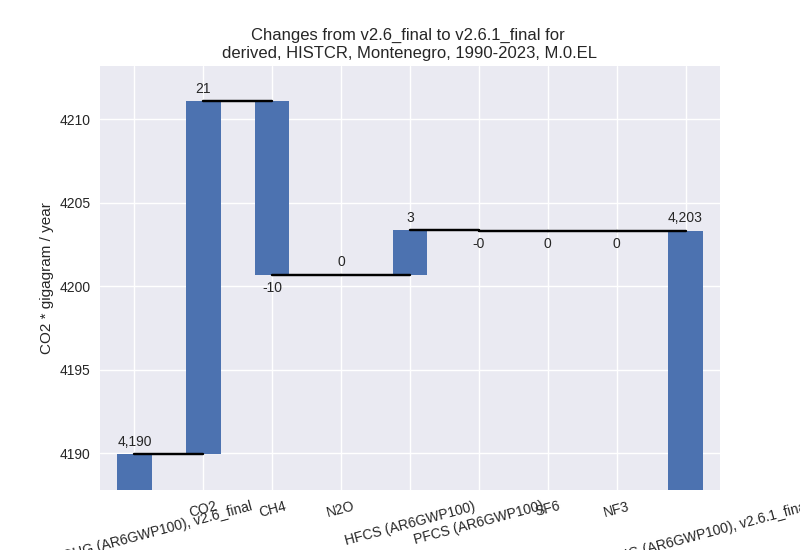 Changes from v2.6_final to v2.6.1_final for
derived, HISTCR, Montenegro, 1990-2023, M.0.EL
CO2 * gigagram / year
4210
4205
4200
4195
4190
4,190
21
-10
0
3
-0
0
0
4,203
(AR6GWP100), v2.6_final
CO2
CH4
N2O
HFCS (AR6GWP100)
PFCS (AR6GWP100)
SF6
NF3
(AR6GWP100), v2.6.1_final